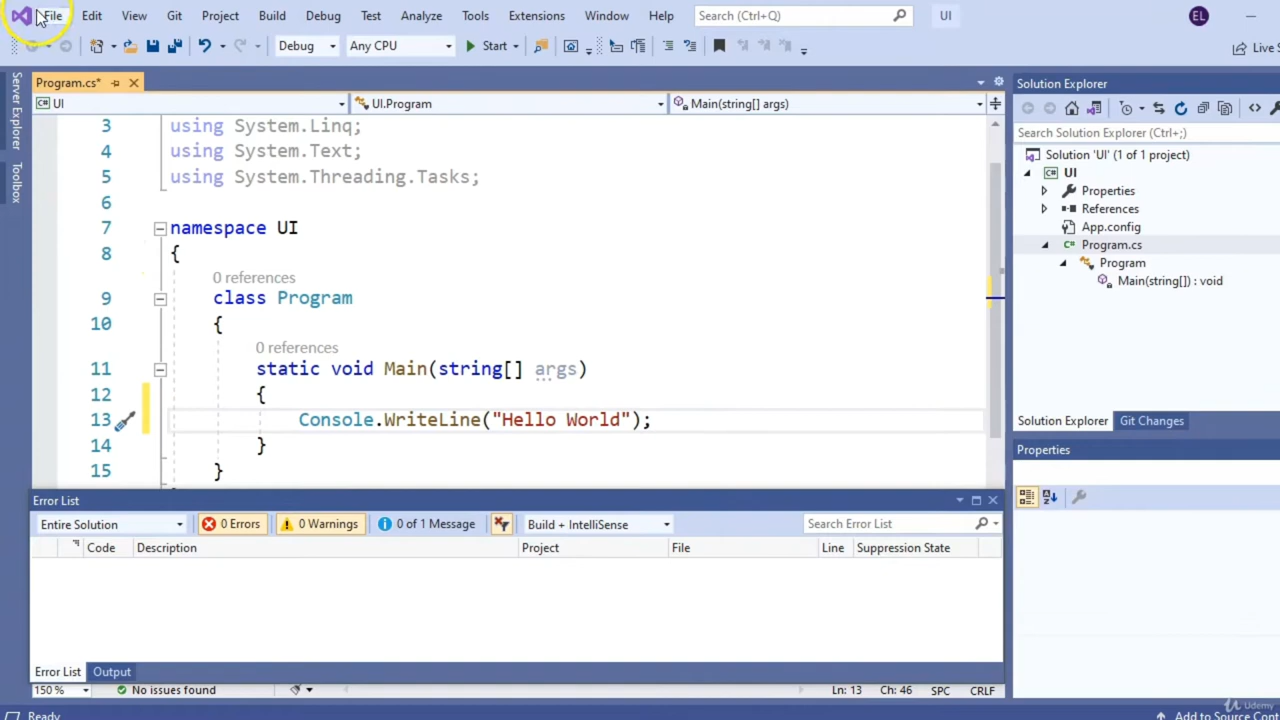 File Edit View Git Project Build Debug Test Analyze Tools Extensions Window Help Search (Ctrl+Q) UI EL
Debug Any CPU Start Live S
Program.cs*
UI UI.Program Main(string[] args)
Server Explorer
Toolbox
3 using System.Linq;
4 using System.Text;
5 using System.Threading.Tasks;
6
7 namespace UI
8 {
0 references
9 class Program
10 {
0 references
11 static void Main(string[] args)
12 {
13 Console.WriteLine("Hello World");
14 }
15 }
Solution Explorer
Search Solution Explorer (Ctrl+;)
Solution 'UI' (1 of 1 project)
UI
Properties
References
App.config
Program.cs
Program
Main(string[]) : void
Solution Explorer Git Changes
Properties
Error List
Entire Solution 0 Errors 0 Warnings 0 of 1 Message Build + IntelliSense Search Error List
Code Description Project File Line Suppression State
Error List Output
150 % No issues found Ln: 13 Ch: 46 SPC CRLF
Ready Add to Source Cont
Udemy